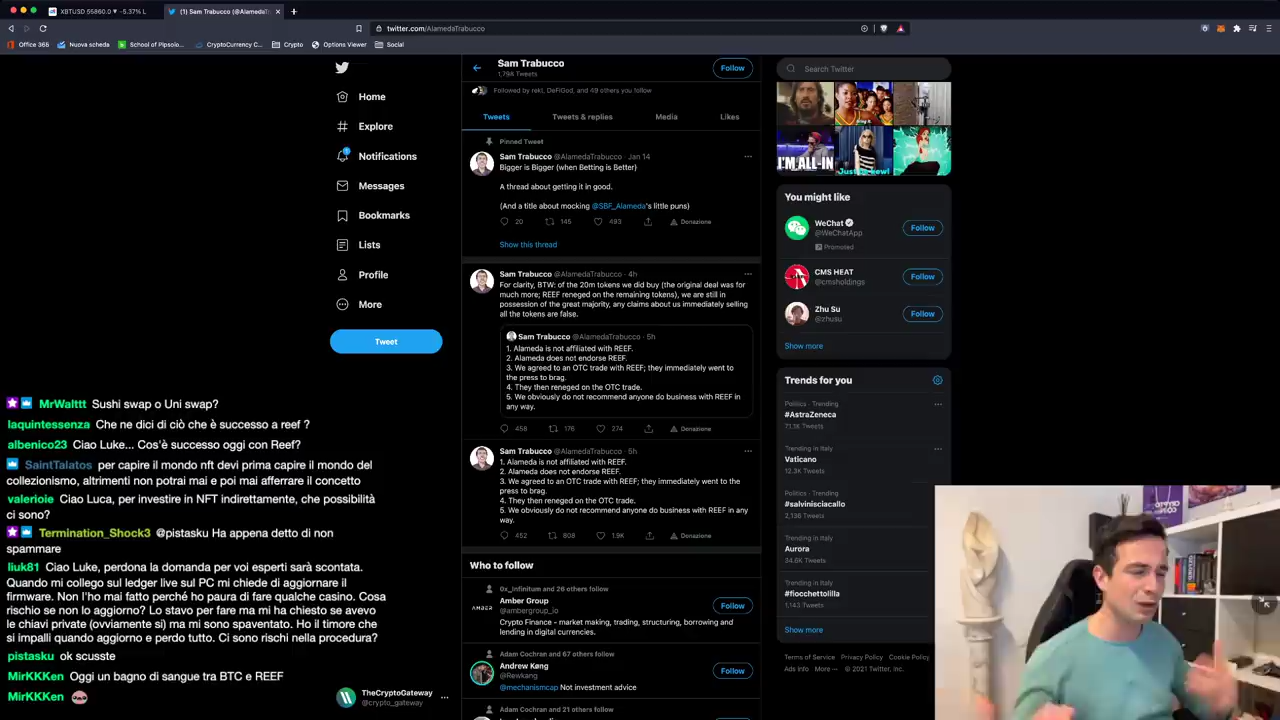 XBTUSD 55860.0 ▼ -5.37% L
(1) Sam Trabucco (@AlamedaTra
twitter.com/AlamedaTrabucco
Office 365
Nuova scheda
School of Pipsolo...
CryptoCurrency C...
Crypto
Options Viewer
Social
Home
Explore
Notifications
Messages
Bookmarks
Lists
Profile
More
Tweet
Sam Trabucco
Follow
Followed by rekt, DeFiGod, and 49 others you follow
Tweets
Tweets & replies
Media
Likes
Pinned Tweet
Sam Trabucco @AlamedaTrabucco · Jan 14
Bigger is Bigger (when Betting is Better)
A thread about getting it in good.
(And a title about mocking @SBF_Alameda's little puns)
20
145
493
Donazione
Show this thread
Sam Trabucco @AlamedaTrabucco · 4h
For clarity, BTW: of the 20m tokens we did buy (the original deal was for
much more; REEF reneged on the remaining tokens), we are still in
possession of the great majority, any claims about us immediately selling
all the tokens are false.
Sam Trabucco @AlamedaTrabucco · 5h
1. Alameda is not affiliated with REEF.
2. Alameda does not endorse REEF.
3. We agreed to an OTC trade with REEF; they immediately went to
the press to brag.
4. They then reneged on the OTC trade.
5. We obviously do not recommend anyone do business with REEF in
any way.
458
176
274
Donazione
Sam Trabucco @AlamedaTrabucco · 5h
1. Alameda is not affiliated with REEF.
2. Alameda does not endorse REEF.
3. We agreed to an OTC trade with REEF; they immediately went to the
press to brag.
4. They then reneged on the OTC trade.
5. We obviously do not recommend anyone do business with REEF in any
way.
452
808
1.9K
Donazione
Who to follow
0x_Infinitum and 26 others follow
Amber Group
@ambergroup_io
Follow
Crypto Finance - market making, trading, structuring, borrowing and
lending in digital currencies.
Adam Cochran and 67 others follow
Andrew Kang
@Rewkang
Follow
@mechanismcap Not investment advice
Adam Cochran and 21 others follow
Search Twitter
I'M ALL-IN
You might like
WeChat
@WeChatApp
Follow
Promoted
CMS HEAT
@cmsholdings
Follow
Zhu Su
@zhusu
Follow
Show more
Trends for you
Politics · Trending
#AstraZeneca
71.1K Tweets
Trending in Italy
Vaticano
12.3K Tweets
Politics · Trending
#salvinisciacallo
2,136 Tweets
Trending in Italy
Aurora
34.6K Tweets
Trending in Italy
#fiocchettolilla
1,143 Tweets
Show more
Terms of Service Privacy Policy Cookie Policy
Ads info More ··· © 2021 Twitter, Inc.
MrWalttt Sushi swap o Uni swap?
laquintessenza Che ne dici di ciò che è successo a reef ?
albenico23 Ciao Luke... Cos'è successo oggi con Reef?
SaintTalatos per capire il mondo nft devi prima capire il mondo del
collezionismo, altrimenti non potrai mai e poi mai afferrare il concetto
valerioie Ciao Luca, per investire in NFT indirettamente, che possibilità
ci sono?
Termination_Shock3 @pistasku Ha appena detto di non
spammare
liuk81 Ciao Luke, perdona la domanda per voi esperti sarà scontata.
Quando mi collego sul ledger live sul PC mi chiede di aggiornare il
firmware. Non l'ho mai fatto perché ho paura di fare qualche casino. Cosa
rischio se non lo aggiorno? Lo stavo per fare ma mi ha chiesto se avevo
le chiavi private (ovviamente si) ma mi sono spaventato. Ho il timore che
si impalli quando aggiorno e perdo tutto. Ci sono rischi nella procedura?
pistasku ok scusste
MirKKKen Oggi un bagno di sangue tra BTC e REEF
MirKKKen
TheCryptoGateway
@crypto_gateway